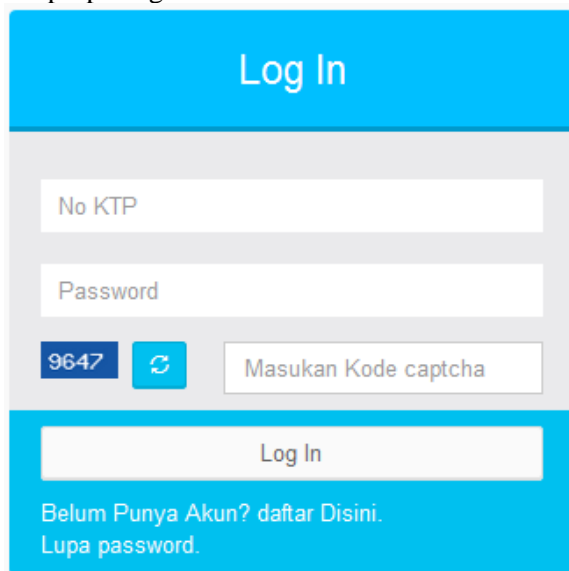 Log In
No KTP
Password
9647 Masukan Kode captcha
Log In
Belum Punya Akun? daftar Disini.
Lupa password.